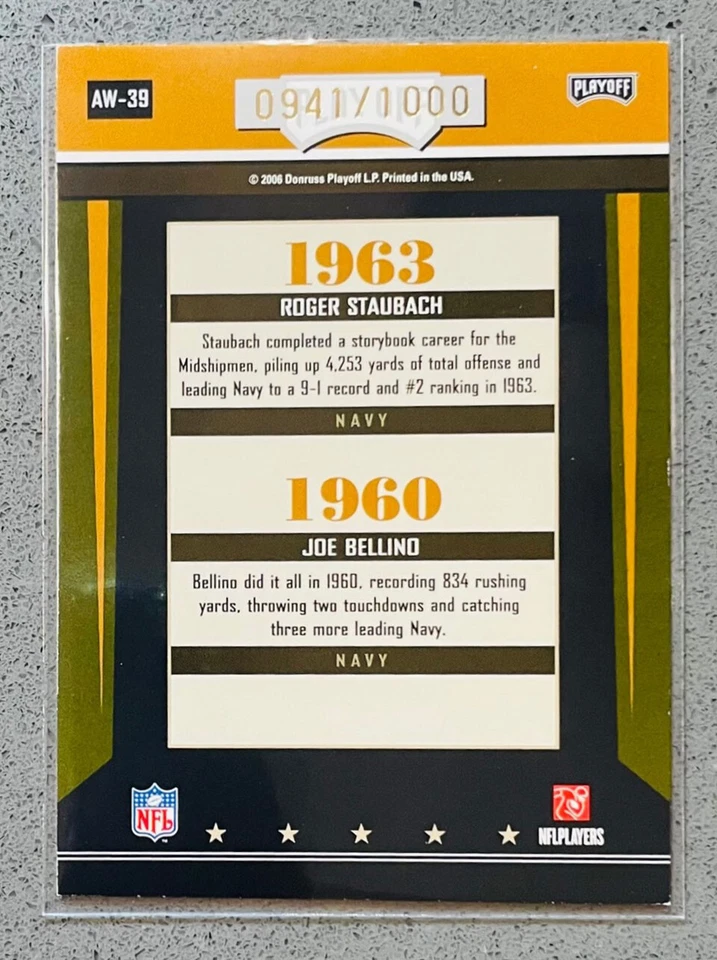 AW-39
0941/1000
PLAYOFF
PLAYOFF
© 2006 Donruss Playoff L.P. Printed in the USA.
1963
ROGER STAUBACH
Staubach completed a storybook career for the
Midshipmen, piling up 4,253 yards of total offense and
leading Navy to a 9-1 record and #2 ranking in 1963.
NAVY
1960
JOE BELLINO
Bellino did it all in 1960, recording 834 rushing
yards, throwing two touchdowns and catching
three more leading Navy.
NAVY
NFL
NFLPLAYERS